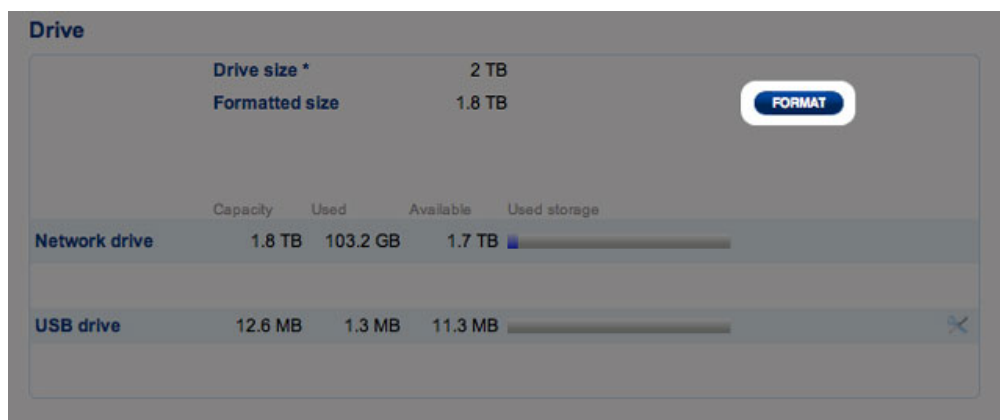 Drive
Drive size * 2 TB
Formatted size 1.8 TB FORMAT
Capacity Used Available Used storage
Network drive 1.8 TB 103.2 GB 1.7 TB
USB drive 12.6 MB 1.3 MB 11.3 MB